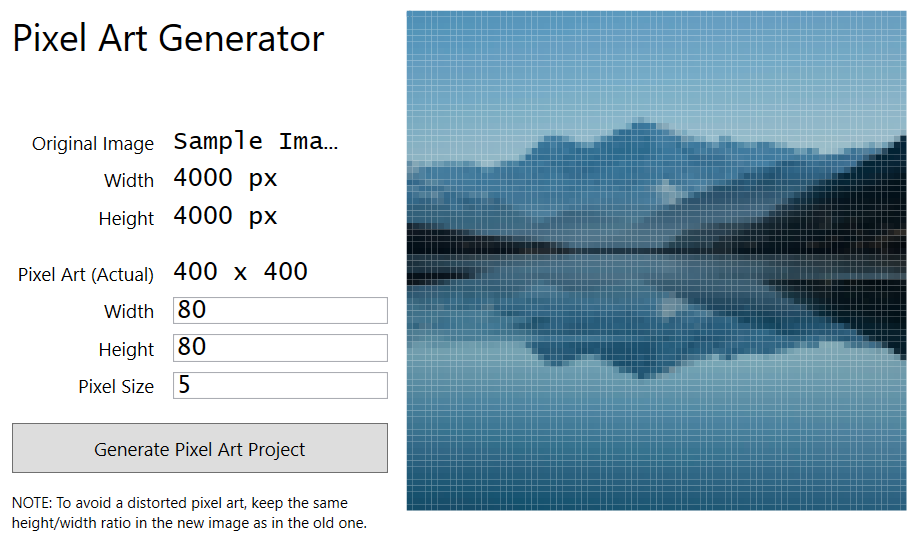 Pixel Art Generator
Original Image Sample Ima...
Width 4000 px
Height 4000 px
Pixel Art (Actual) 400 x 400
Width 80
Height 80
Pixel Size 5
Generate Pixel Art Project
NOTE: To avoid a distorted pixel art, keep the same
height/width ratio in the new image as in the old one.